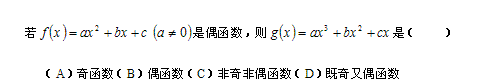 若 f(x)=ax²+bx+c (a≠0)是偶函数，则 g(x)=ax³+bx²+cx 是（　　）
（A）奇函数（B）偶函数（C）非奇非偶函数（D）既奇又偶函数